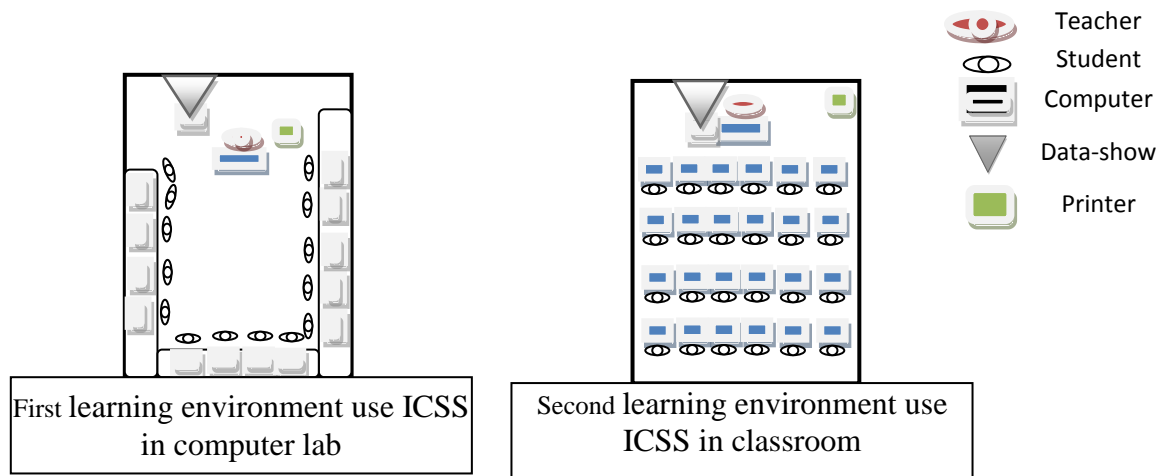 Teacher
Student
Computer
Data-show
Printer
First learning environment use ICSS
in computer lab
Second learning environment use
ICSS in classroom